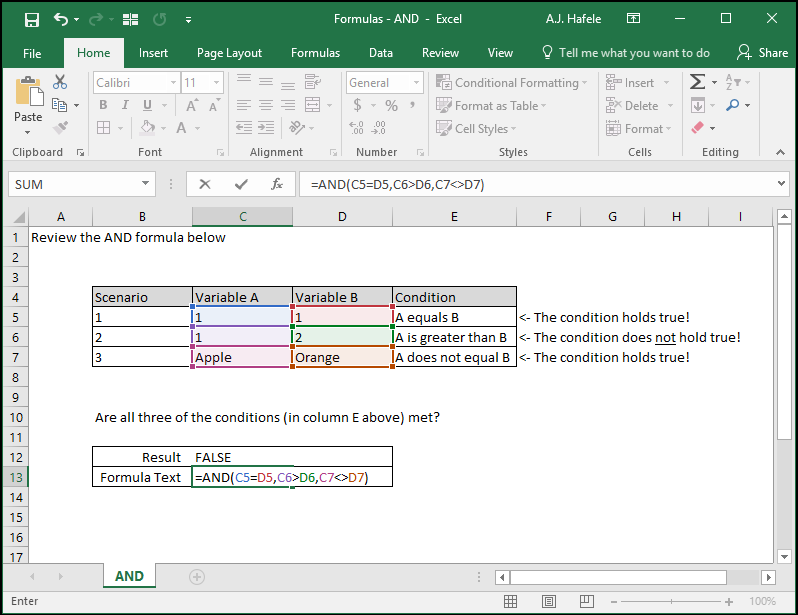 Formulas - AND - Excel
A.J. Hafele
File Home Insert Page Layout Formulas Data Review View Tell me what you want to do Share
Paste
Calibri 11
B I U A A
A
General
$ % ,
Conditional Formatting
Format as Table
Cell Styles
Insert
Delete
Format
Clipboard Font Alignment Number Styles Cells Editing
SUM fx =AND(C5=D5,C6>D6,C7<>D7)
A B C D E F G H I
1 Review the AND formula below
2
3
4 Scenario Variable A Variable B Condition
5 1 1 1 A equals B <- The condition holds true!
6 2 1 2 A is greater than B <- The condition does not hold true!
7 3 Apple Orange A does not equal B <- The condition holds true!
8
9
10 Are all three of the conditions (in column E above) met?
11
12 Result FALSE
13 Formula Text =AND(C5=D5,C6>D6,C7<>D7)
14
15
16
17
AND
Enter 100%